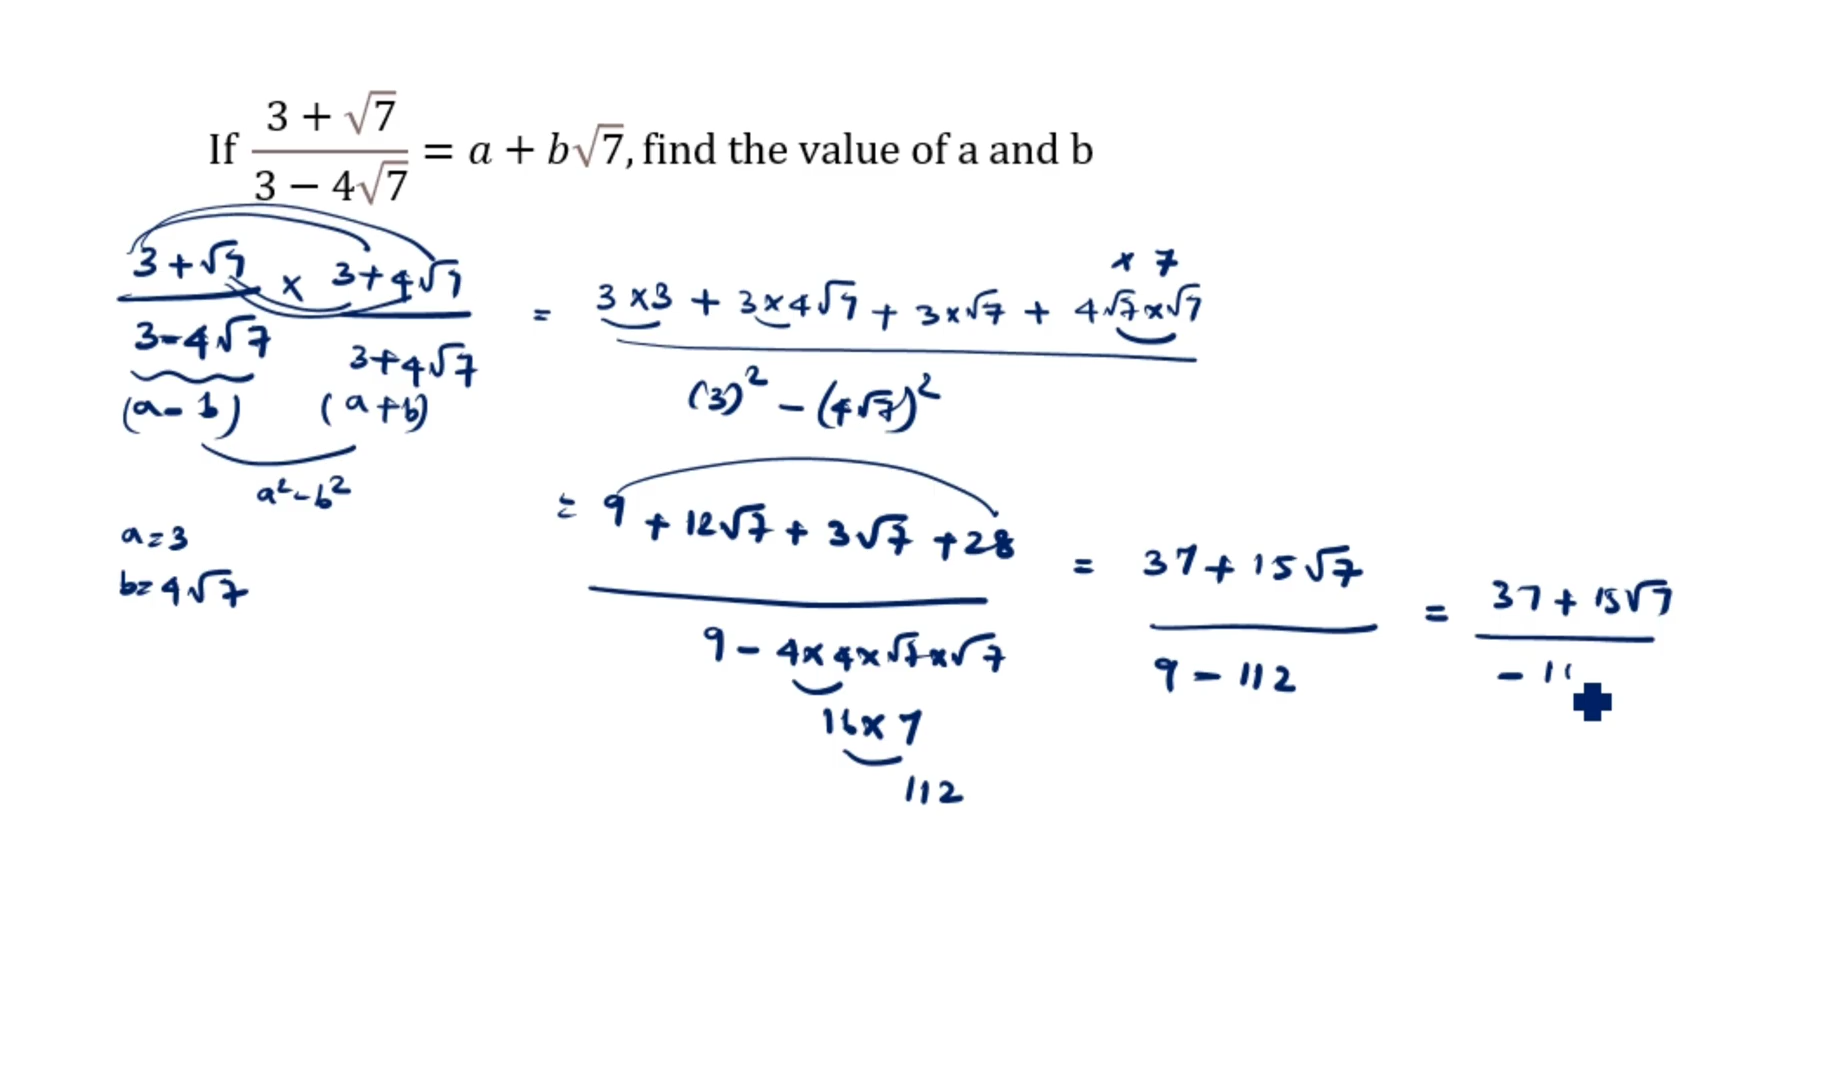 If (3 + √7)/(3 − 4√7) = a + b√7, find the value of a and b
(3 + √7)/(3 − 4√7) × (3 + 4√7)/(3 + 4√7) = (3 × 3 + 3 × 4√7 + 3 × √7 + 4√7 × √7)/((3)² − (4√7)²)
× 7
(a − b) (a + b)
a² − b²
a = 3
b = 4√7
= (9 + 12√7 + 3√7 + 28)/(9 − 4 × 4 × √7 × √7) = (37 + 15√7)/(9 − 112) = (37 + 15√7)/(− 1
16 × 7
112